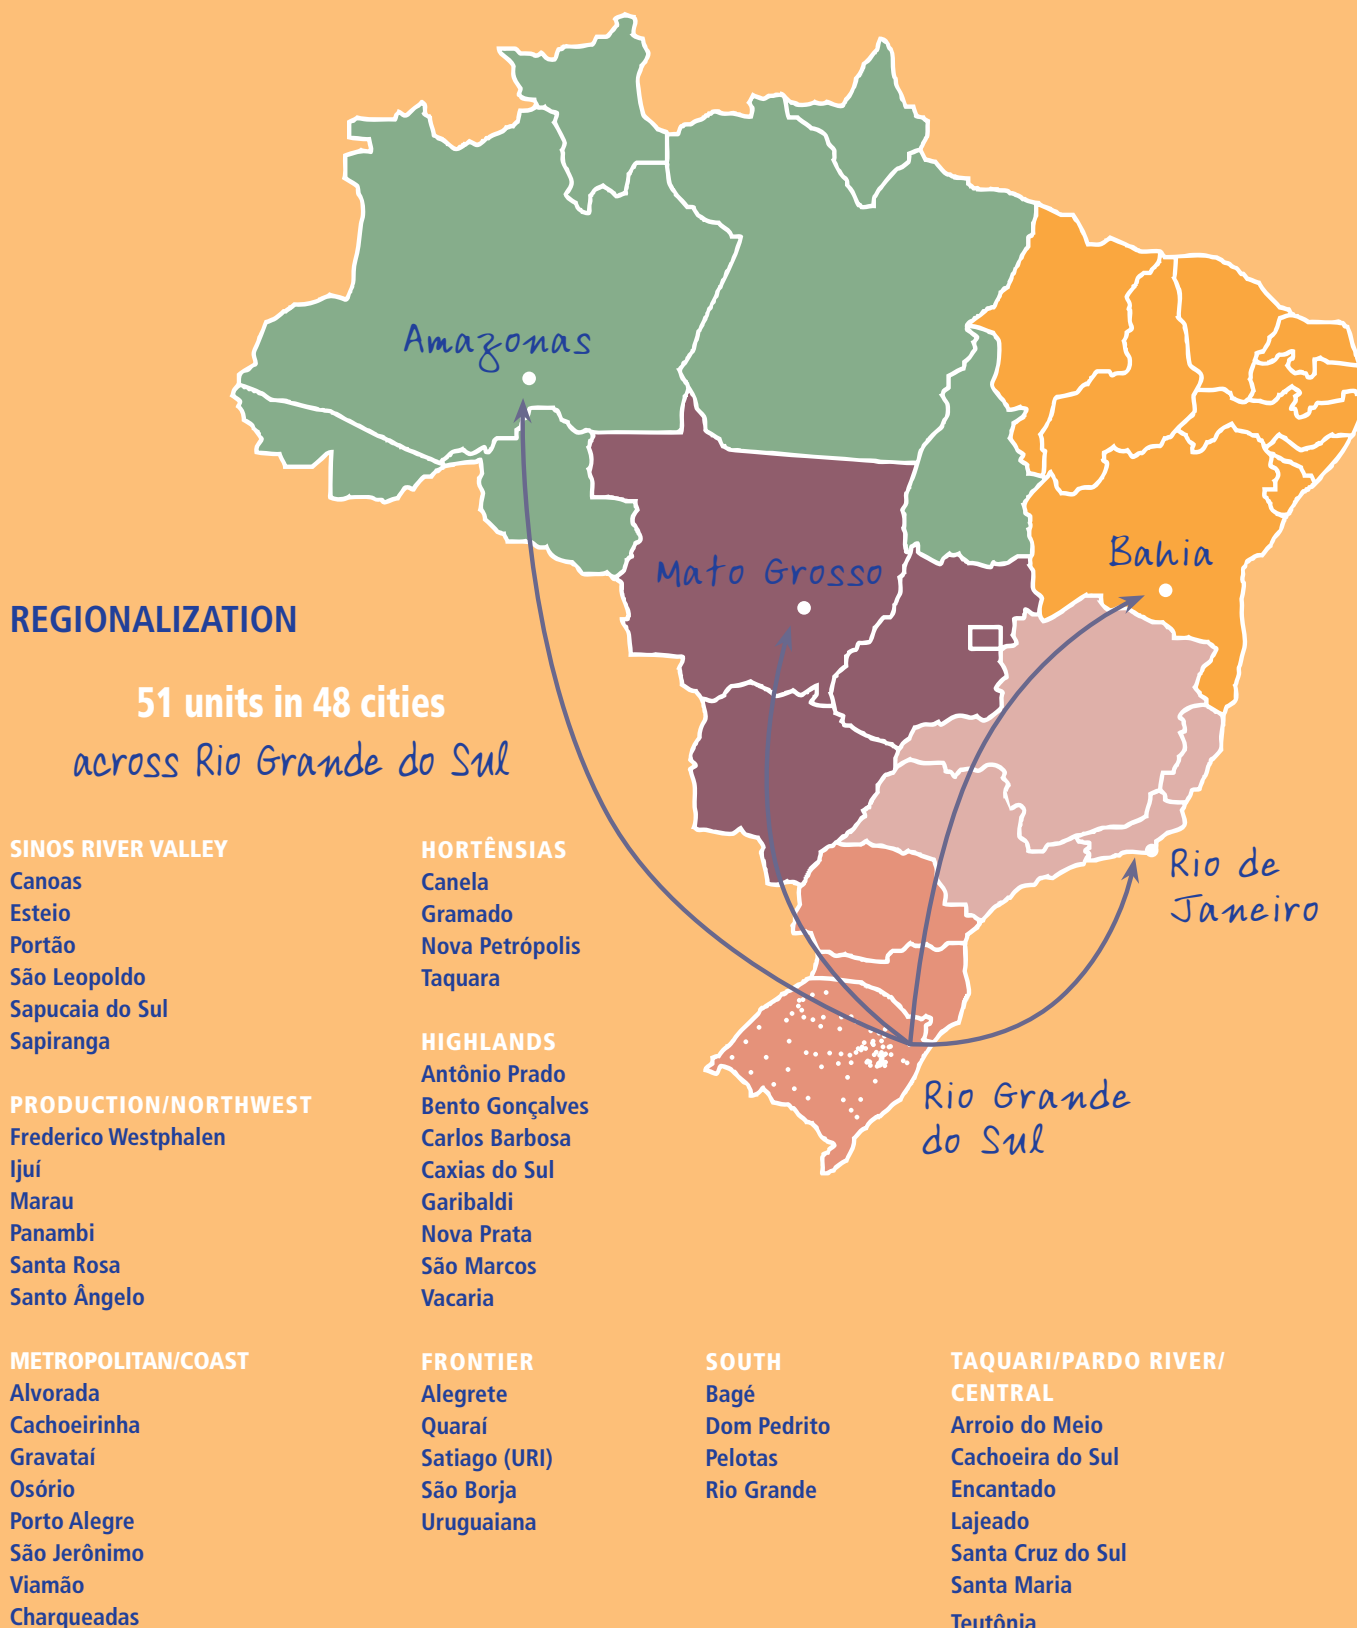 Amazonas
Mato Grosso
Bahia
Rio de
Janeiro
Rio Grande
do Sul
REGIONALIZATION
51 units in 48 cities
across Rio Grande do Sul
SINOS RIVER VALLEY
Canoas
Esteio
Portão
São Leopoldo
Sapucaia do Sul
Sapiranga
PRODUCTION/NORTHWEST
Frederico Westphalen
Ijuí
Marau
Panambi
Santa Rosa
Santo Ângelo
METROPOLITAN/COAST
Alvorada
Cachoeirinha
Gravataí
Osório
Porto Alegre
São Jerônimo
Viamão
Charqueadas
HORTÊNSIAS
Canela
Gramado
Nova Petrópolis
Taquara
HIGHLANDS
Antônio Prado
Bento Gonçalves
Carlos Barbosa
Caxias do Sul
Garibaldi
Nova Prata
São Marcos
Vacaria
FRONTIER
Alegrete
Quaraí
Satiago (URI)
São Borja
Uruguaiana
SOUTH
Bagé
Dom Pedrito
Pelotas
Rio Grande
TAQUARI/PARDO RIVER/
CENTRAL
Arroio do Meio
Cachoeira do Sul
Encantado
Lajeado
Santa Cruz do Sul
Santa Maria
Teutônia